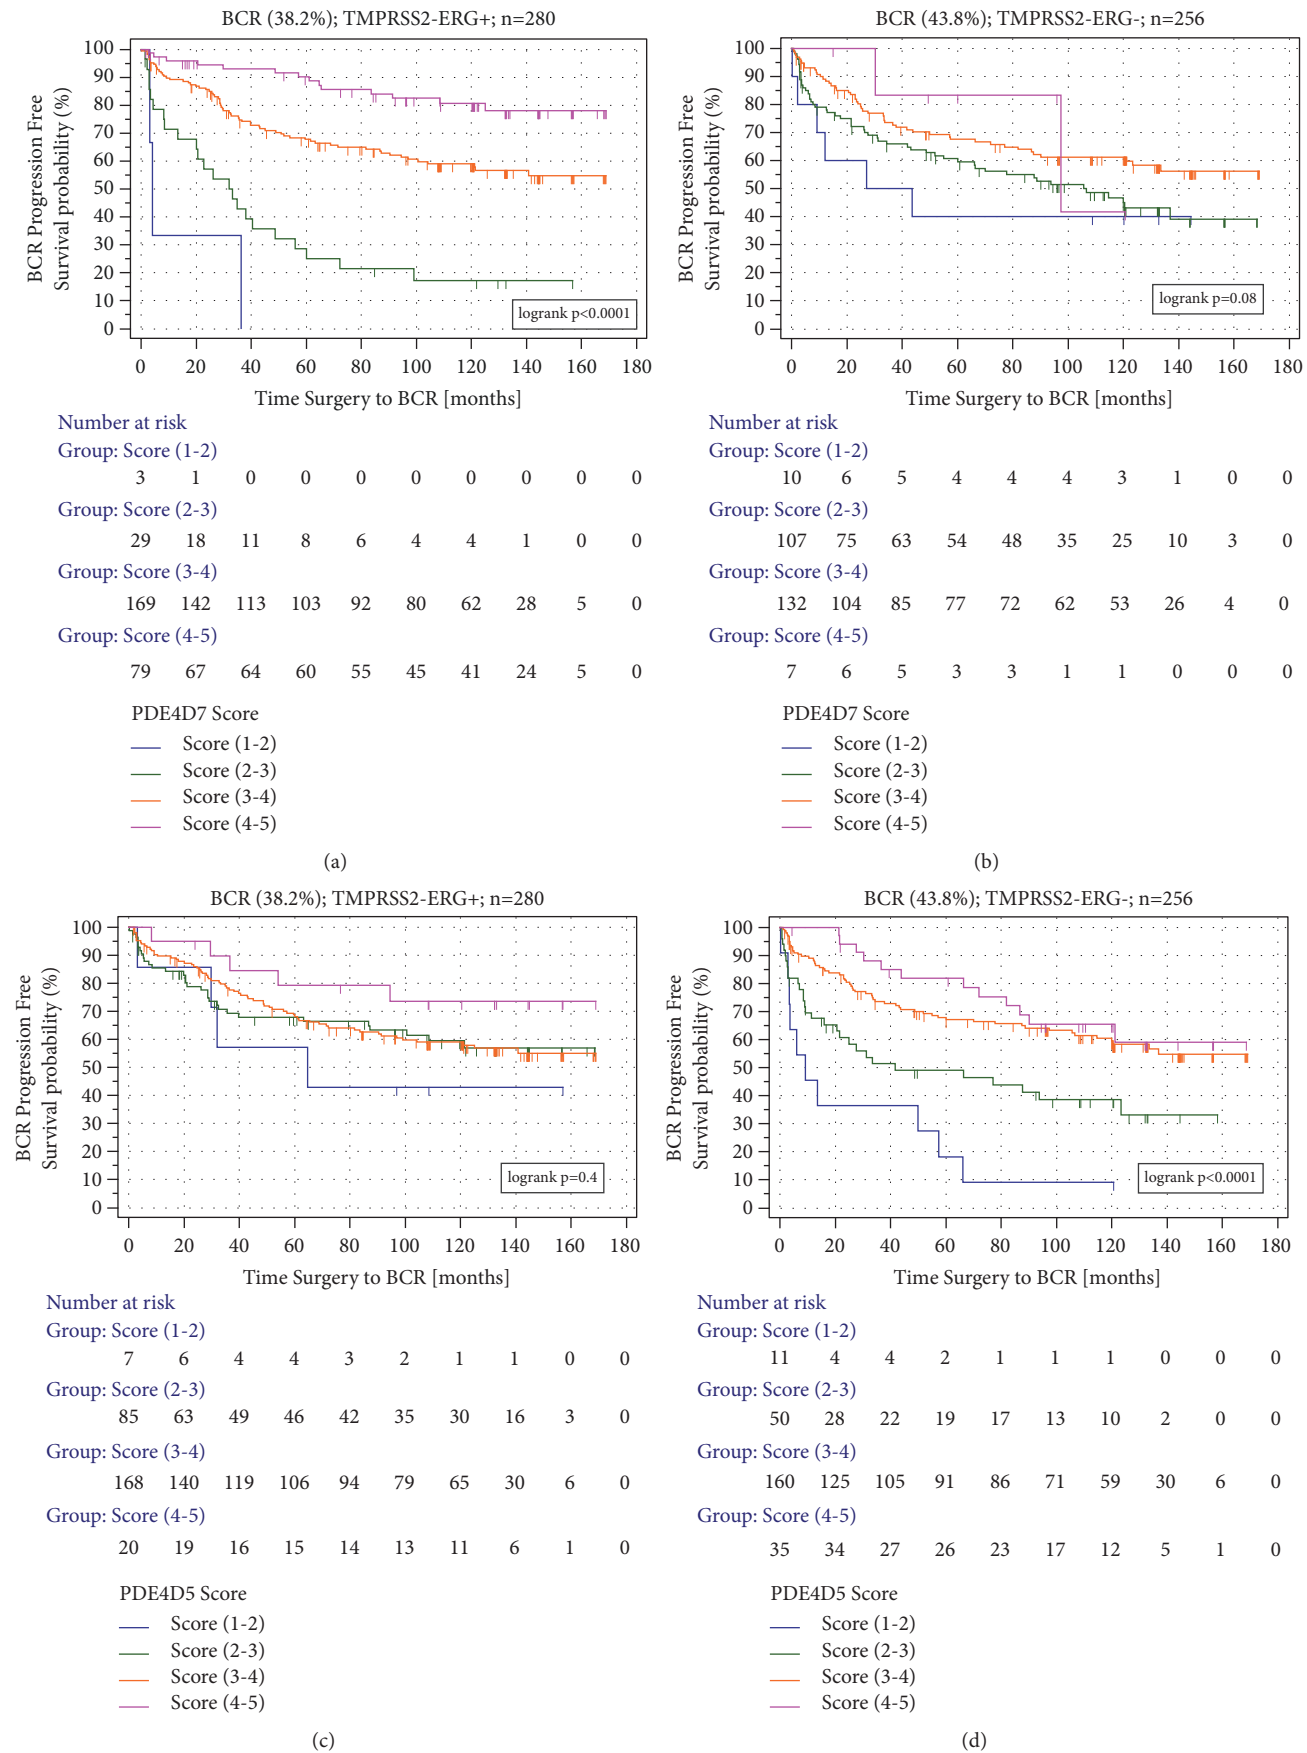 BCR (38.2%); TMPRSS2-ERG+; n=280
100
90
80
70
60
50
40
30
20
10
0
BCR Progression Free
Survival probability (%)
logrank p<0.0001
0 20 40 60 80 100 120 140 160 180
Time Surgery to BCR [months]
Number at risk
Group: Score (1-2)
3 1 0 0 0 0 0 0 0 0
Group: Score (2-3)
29 18 11 8 6 4 4 1 0 0
Group: Score (3-4)
169 142 113 103 92 80 62 28 5 0
Group: Score (4-5)
79 67 64 60 55 45 41 24 5 0
PDE4D7 Score
Score (1-2)
Score (2-3)
Score (3-4)
Score (4-5)
(a)
BCR (43.8%); TMPRSS2-ERG-; n=256
100
90
80
70
60
50
40
30
20
10
0
BCR Progression Free
Survival probability (%)
logrank p=0.08
0 20 40 60 80 100 120 140 160 180
Time Surgery to BCR [months]
Number at risk
Group: Score (1-2)
10 6 5 4 4 4 3 1 0 0
Group: Score (2-3)
107 75 63 54 48 35 25 10 3 0
Group: Score (3-4)
132 104 85 77 72 62 53 26 4 0
Group: Score (4-5)
7 6 5 3 3 1 1 0 0 0
PDE4D7 Score
Score (1-2)
Score (2-3)
Score (3-4)
Score (4-5)
(b)
BCR (38.2%); TMPRSS2-ERG+; n=280
100
90
80
70
60
50
40
30
20
10
0
BCR Progression Free
Survival probability (%)
logrank p=0.4
0 20 40 60 80 100 120 140 160 180
Time Surgery to BCR [months]
Number at risk
Group: Score (1-2)
7 6 4 4 3 2 1 1 0 0
Group: Score (2-3)
85 63 49 46 42 35 30 16 3 0
Group: Score (3-4)
168 140 119 106 94 79 65 30 6 0
Group: Score (4-5)
20 19 16 15 14 13 11 6 1 0
PDE4D5 Score
Score (1-2)
Score (2-3)
Score (3-4)
Score (4-5)
(c)
BCR (43.8%); TMPRSS2-ERG-; n=256
100
90
80
70
60
50
40
30
20
10
0
BCR Progression Free
Survival probability (%)
logrank p<0.0001
0 20 40 60 80 100 120 140 160 180
Time Surgery to BCR [months]
Number at risk
Group: Score (1-2)
11 4 4 2 1 1 1 0 0 0
Group: Score (2-3)
50 28 22 19 17 13 10 2 0 0
Group: Score (3-4)
160 125 105 91 86 71 59 30 6 0
Group: Score (4-5)
35 34 27 26 23 17 12 5 1 0
PDE4D5 Score
Score (1-2)
Score (2-3)
Score (3-4)
Score (4-5)
(d)